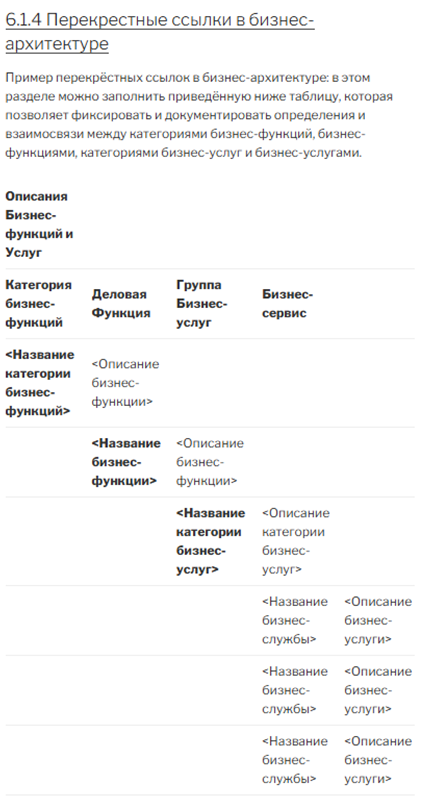 6.1.4 Перекрестные ссылки в бизнес-
архитектуре
Пример перекрёстных ссылок в бизнес-архитектуре: в этом
разделе можно заполнить приведённую ниже таблицу, которая
позволяет фиксировать и документировать определения и
взаимосвязи между категориями бизнес-функций, бизнес-
функциями, категориями бизнес-услуг и бизнес-услугами.
Описания
Бизнес-
функций и
Услуг
Категория
бизнес-
функций
Деловая
Функция
Группа
Бизнес-
услуг
Бизнес-
сервис
<Название
категории
бизнес-
функций>
<Описание
бизнес-
функции>
<Название
бизнес-
функции>
<Описание
бизнес-
функции>
<Название
категории
бизнес-
услуг>
<Описание
категории
бизнес-
услуг>
<Название
бизнес-
службы>
<Описание
бизнес-
услуги>
<Название
бизнес-
службы>
<Описание
бизнес-
услуги>
<Название
бизнес-
службы>
<Описание
бизнес-
услуги>